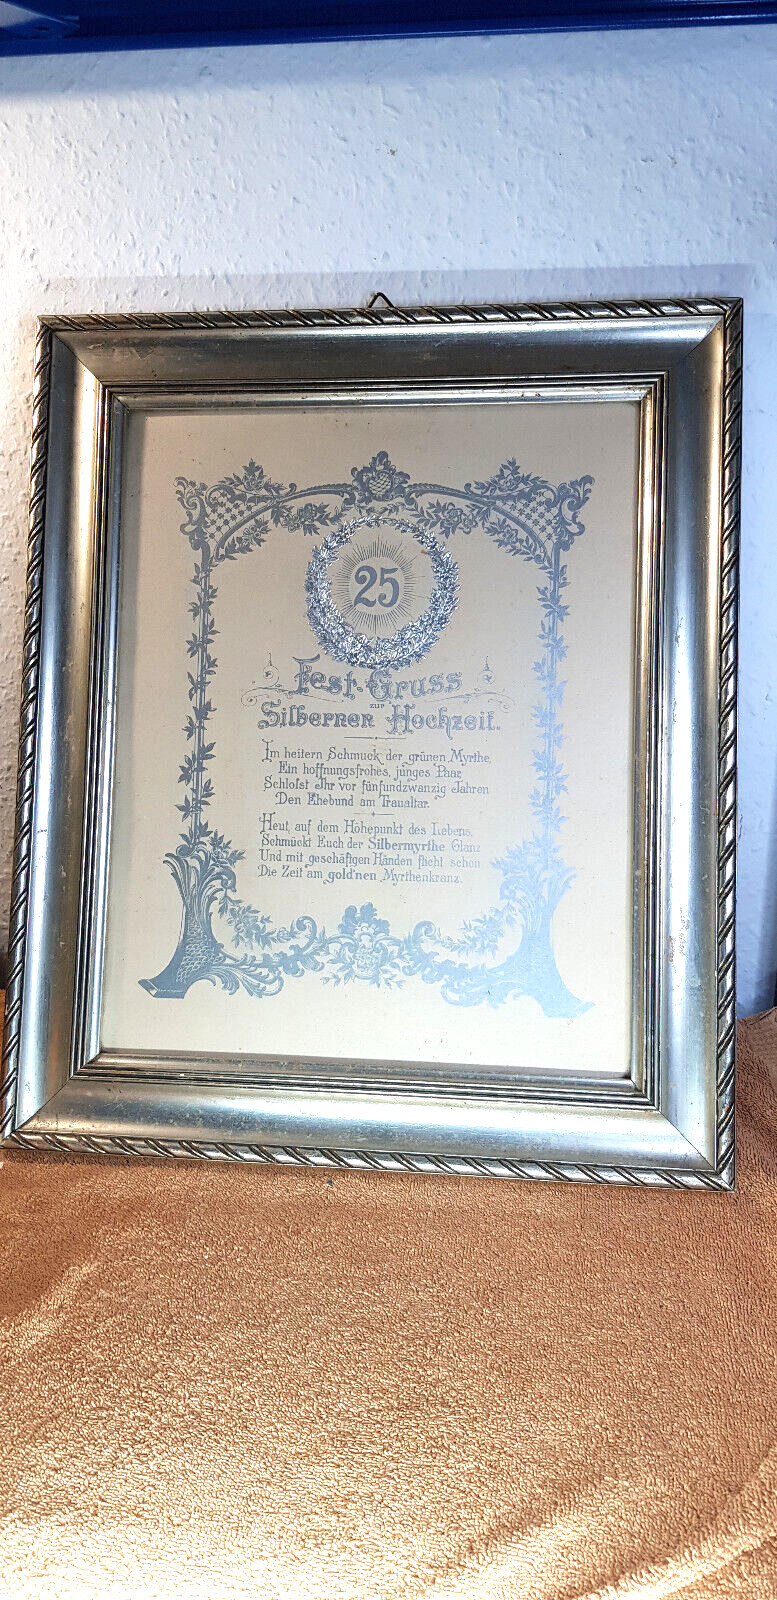 25
Fest-Gruss
zur
Silbernen Hochzeit.
Im heitern Schmuck der grünen Myrthe,
Ein hoffnungsfrohes, junges Paar,
Schloſst Ihr vor fünfundzwanzig Jahren
Den Ehebund am Traualtar.
Heut, auf dem Höhepunkt des Lebens,
Schmückt Euch der Silbermyrthe Glanz
Und mit geschäftigen Händen flicht schon
Die Zeit am gold'nen Myrthenkranz.